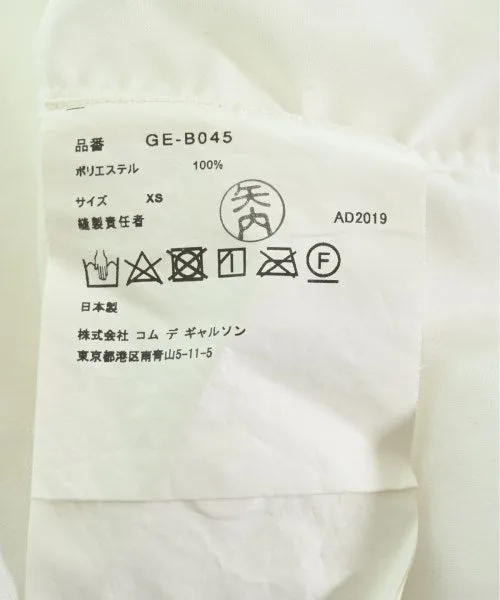 品番 GE-B045
ポリエステル 100%
サイズ XS
縫製責任者 矢内 AD2019
F
日本製
株式会社 コム デ ギャルソン
東京都港区南青山5-11-5